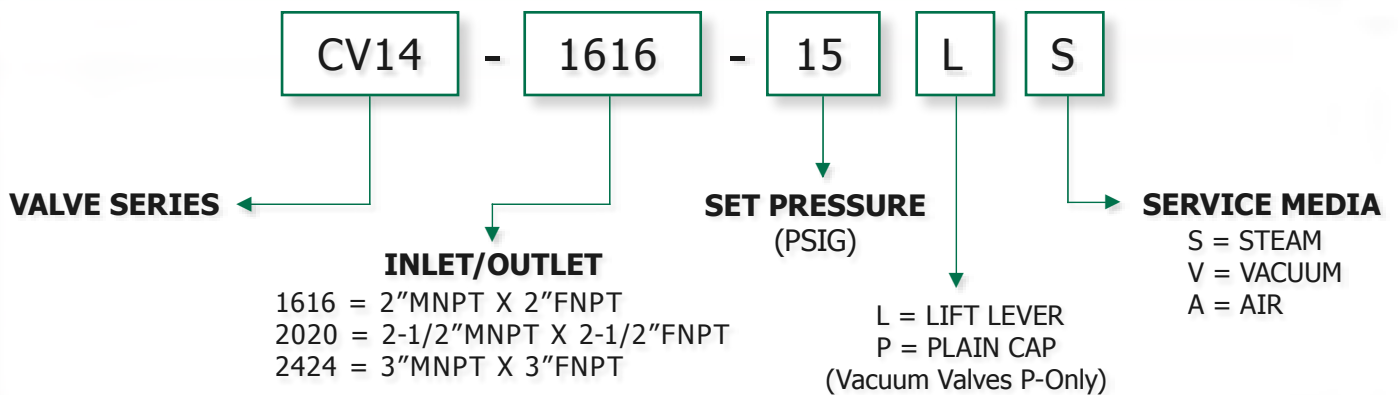 CV14 - 1616 - 15 L S
VALVE SERIES
INLET/OUTLET
1616 = 2”MNPT X 2”FNPT
2020 = 2-1/2”MNPT X 2-1/2”FNPT
2424 = 3”MNPT X 3”FNPT
SET PRESSURE
(PSIG)
L = LIFT LEVER
P = PLAIN CAP
(Vacuum Valves P-Only)
SERVICE MEDIA
S = STEAM
V = VACUUM
A = AIR